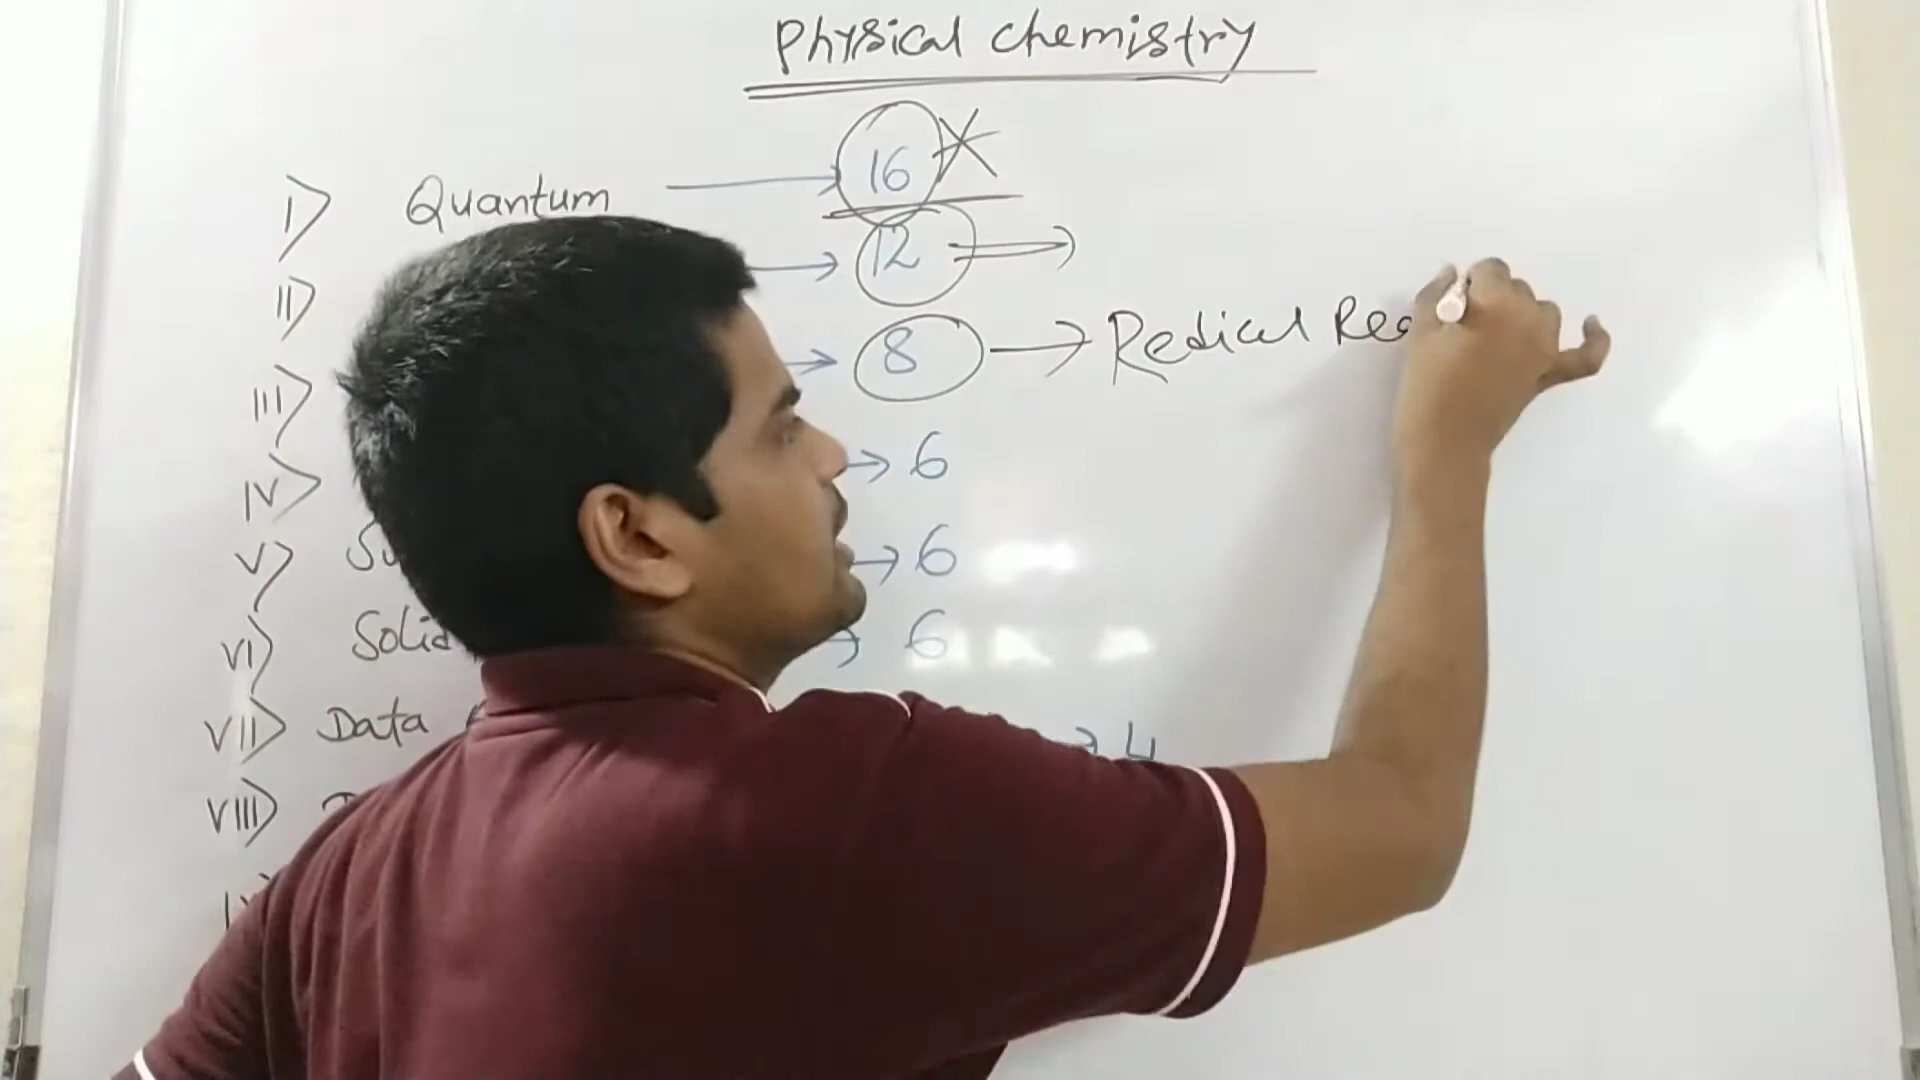 Physical chemistry
I) Quantum → 16
II) → 12 →
III) → 8 → Redical Rea
IV) → 6
V) Su → 6
VI) Solid → 6
VII) Data → 4
VIII)